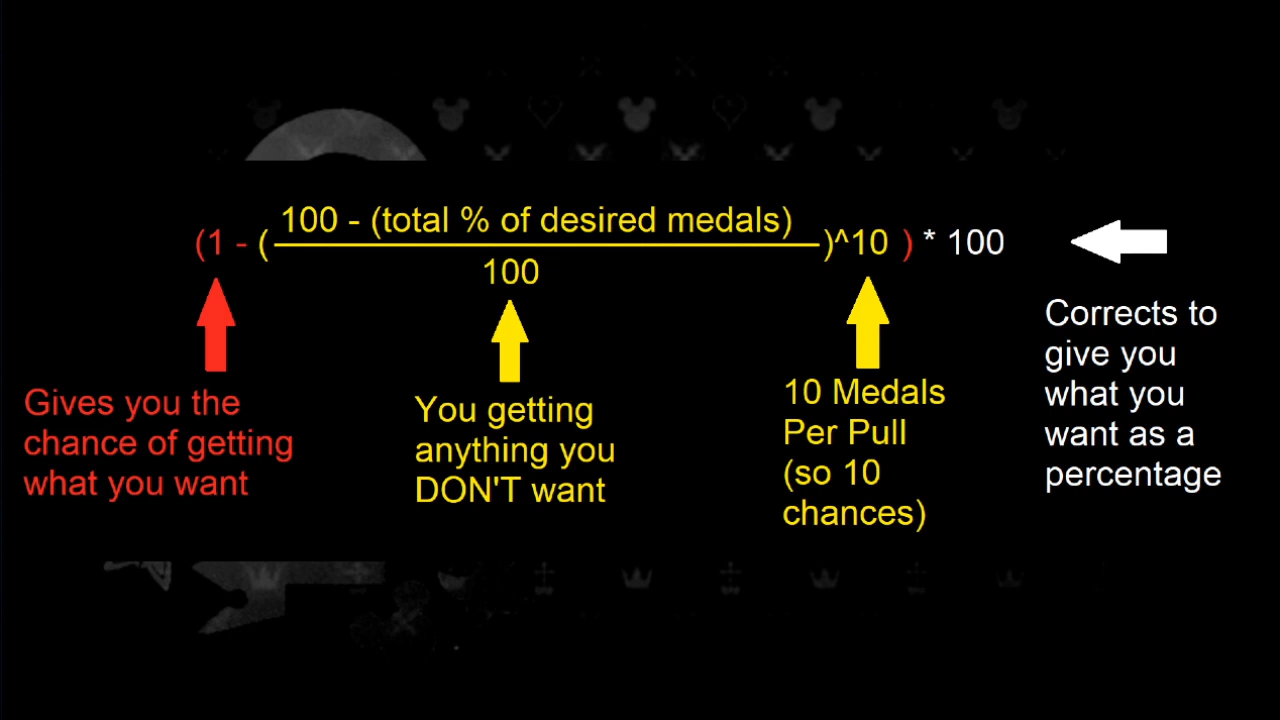 100 - (total % of desired medals)
(1 - ( )^10 ) * 100
100
Gives you the
chance of getting
what you want
You getting
anything you
DON'T want
10 Medals
Per Pull
(so 10
chances)
Corrects to
give you
what you
want as a
percentage